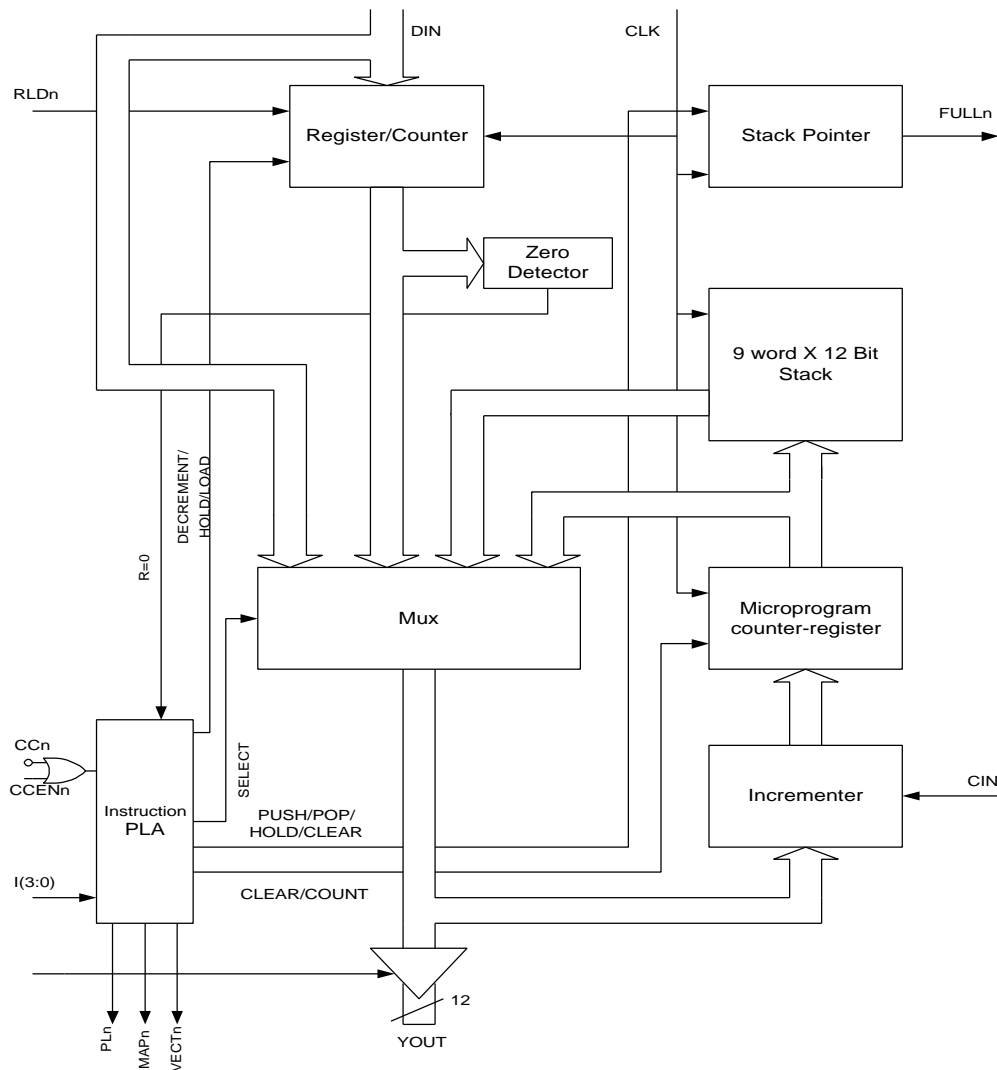 DIN
CLK
RLDn
FULLn
Register/Counter
Stack Pointer
Zero
Detector
9 word X 12 Bit
Stack
DECREMENT/
HOLD/LOAD
R=0
Mux
Microprogram
counter-register
CCn
CCENn
Instruction
PLA
SELECT
PUSH/POP/
HOLD/CLEAR
Incrementer
CIN
I(3:0)
CLEAR/COUNT
12
PLn
MAPn
VECTn
YOUT